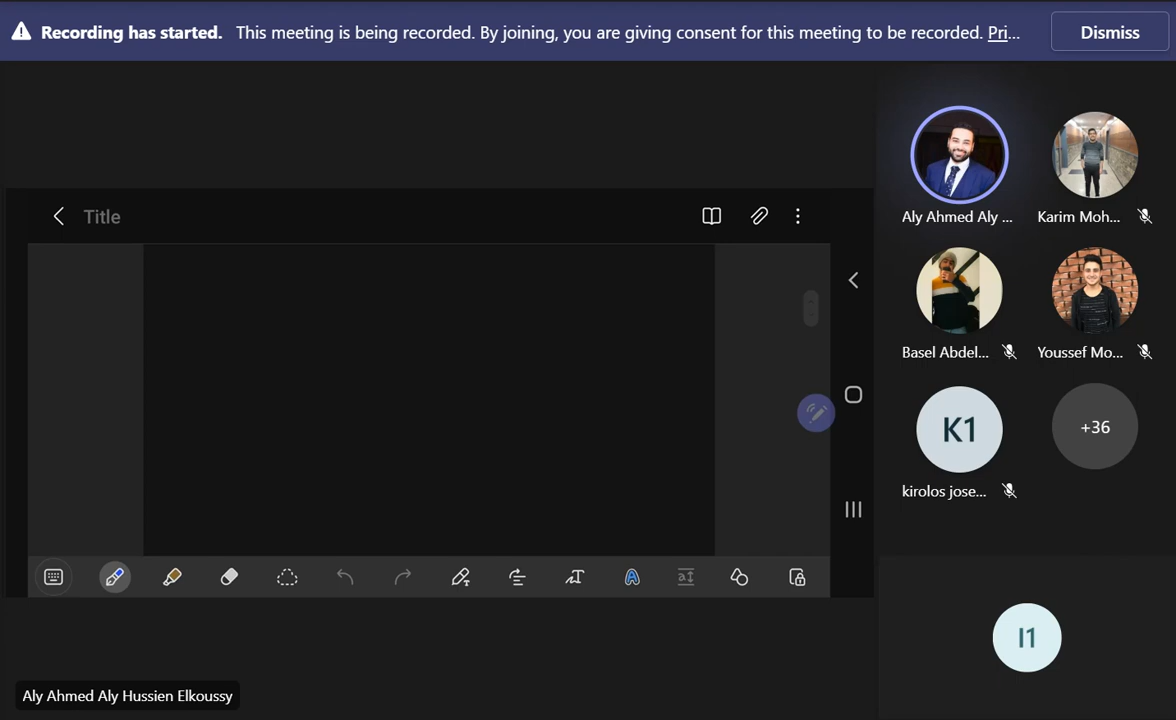 Recording has started. This meeting is being recorded. By joining, you are giving consent for this meeting to be recorded. Pri... Dismiss
Title
Aly Ahmed Aly ...
Karim Moh...
Basel Abdel...
Youssef Mo...
K1
+36
kirolos jose...
I1
Aly Ahmed Aly Hussien Elkoussy